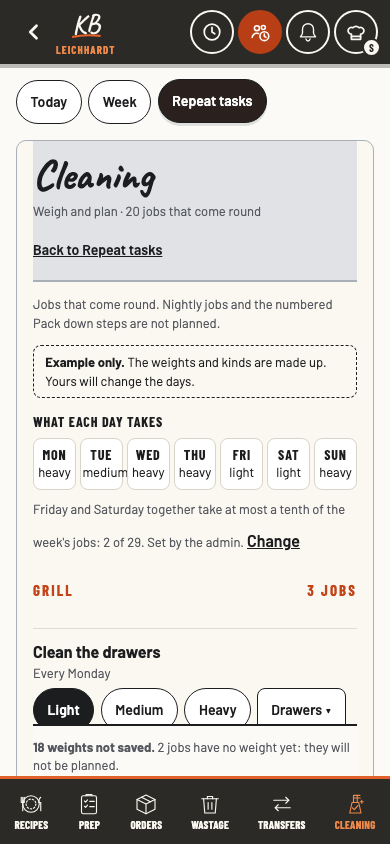 KB
LEICHHARDT
S
Today
Week
Repeat tasks
Cleaning
Weigh and plan · 20 jobs that come round
Back to Repeat tasks
Jobs that come round. Nightly jobs and the numbered
Pack down steps are not planned.
Example only. The weights and kinds are made up.
Yours will change the days.
WHAT EACH DAY TAKES
MON TUE WED THU FRI SAT SUN
heavy medium heavy heavy light light heavy
Friday and Saturday together take at most a tenth of the
week's jobs: 2 of 29. Set by the admin. Change
GRILL 3 JOBS
Clean the drawers
Every Monday
Light Medium Heavy Drawers ▾
18 weights not saved. 2 jobs have no weight yet: they will
not be planned.
RECIPES PREP ORDERS WASTAGE TRANSFERS CLEANING